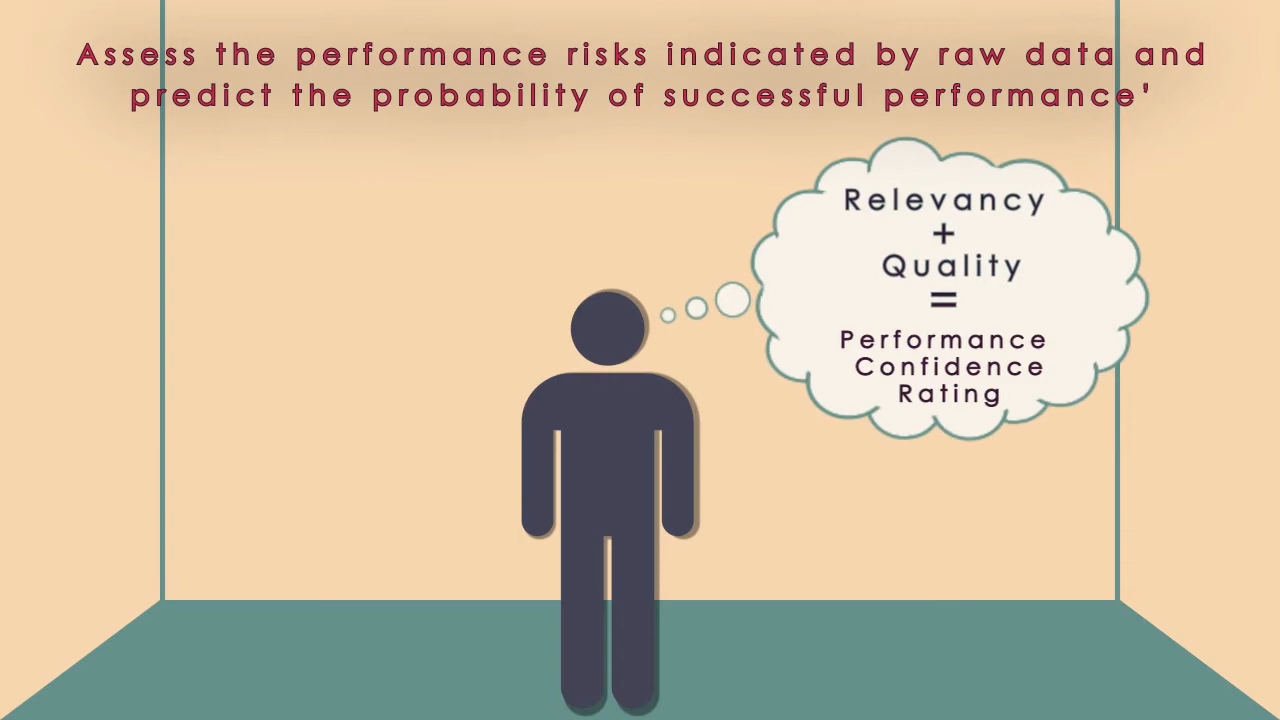 Assess the performance risks indicated by raw data and
predict the probability of successful performance'
Relevancy
+
Quality
=
Performance
Confidence
Rating